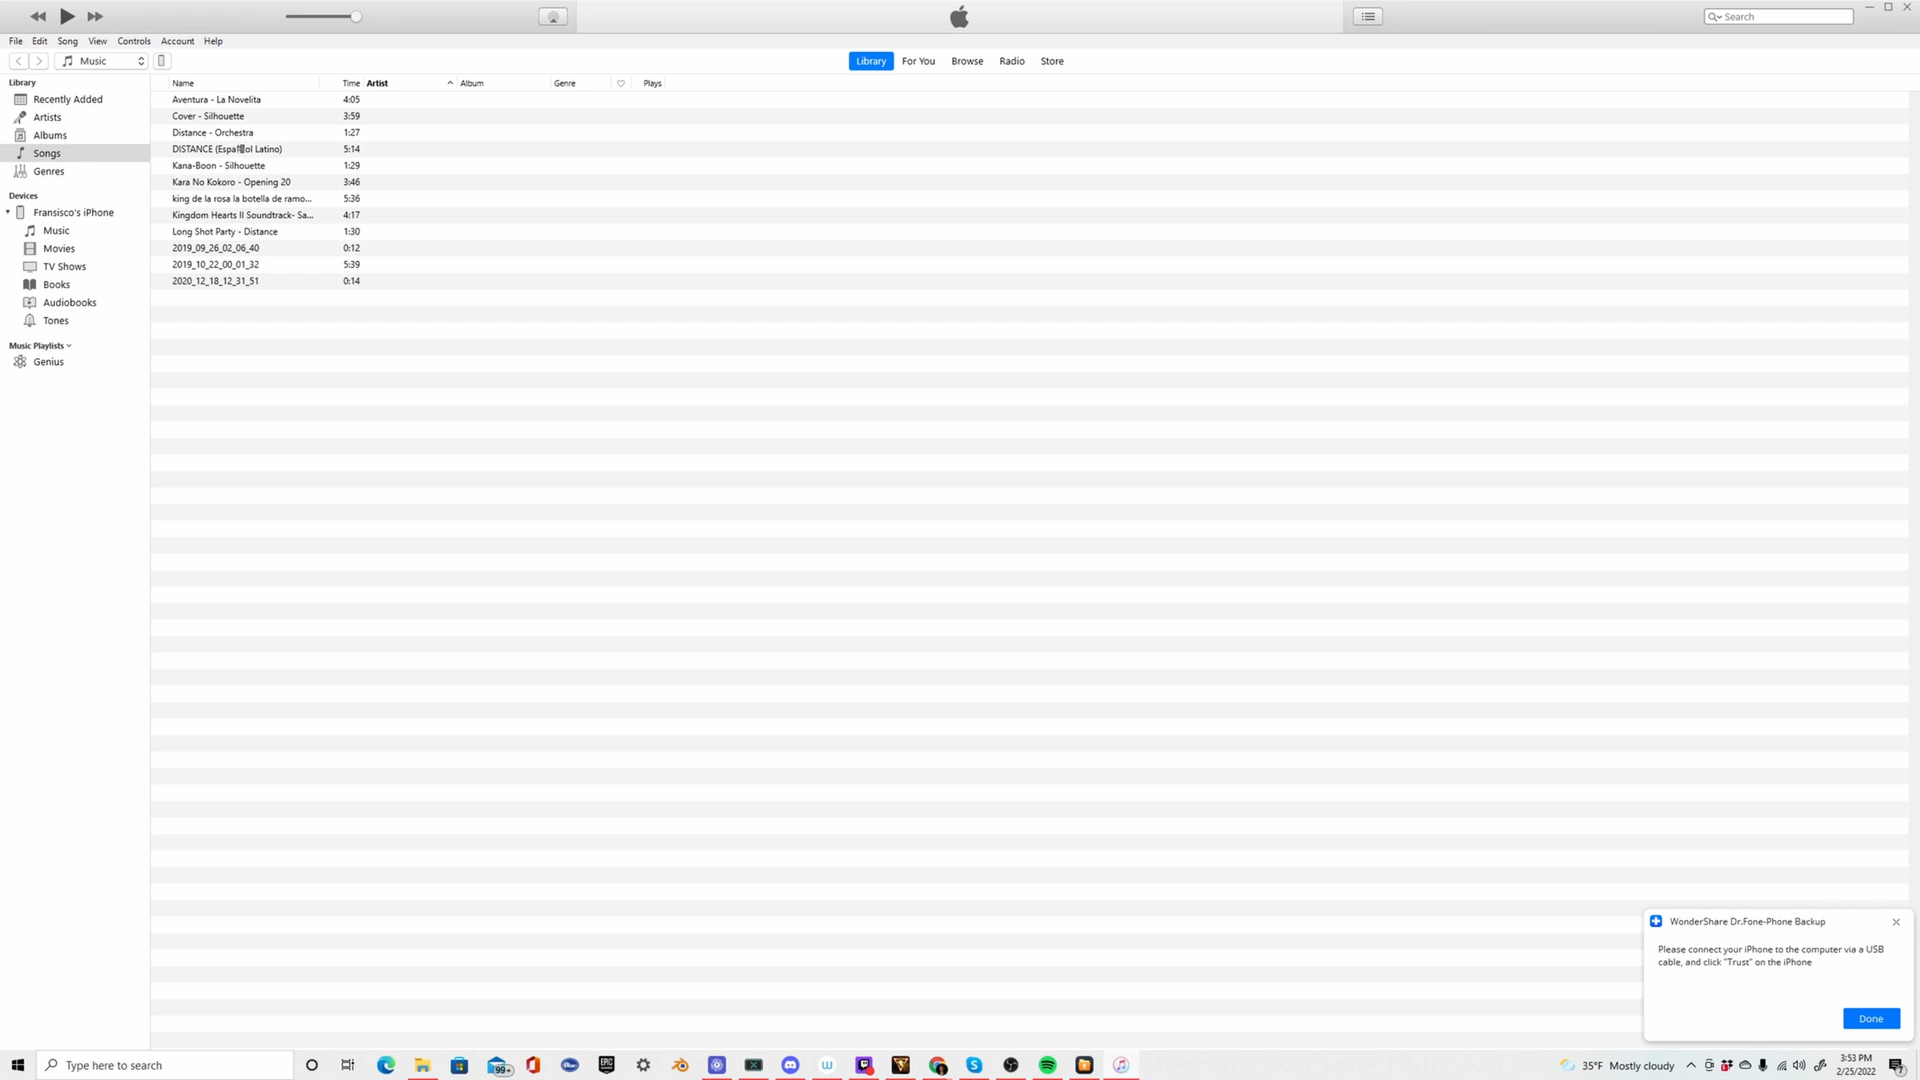 Search
File Edit Song View Controls Account Help
Music
Library For You Browse Radio Store
Library
Recently Added
Artists
Albums
Songs
Genres
Devices
Fransisco's iPhone
Music
Movies
TV Shows
Books
Audiobooks
Tones
Music Playlists
Genius
Name Time Artist Album Genre Plays
Aventura - La Novelita 4:05
Cover - Silhouette 3:59
Distance - Orchestra 1:27
DISTANCE (Espa ol Latino) 5:14
Kana-Boon - Silhouette 1:29
Kara No Kokoro - Opening 20 3:46
king de la rosa la botella de ramo... 5:36
Kingdom Hearts II Soundtrack- Sa... 4:17
Long Shot Party - Distance 1:30
2019_09_26_02_06_40 0:12
2019_10_22_00_01_32 5:39
2020_12_18_12_31_51 0:14
WonderShare Dr.Fone-Phone Backup
Please connect your iPhone to the computer via a USB
cable, and click "Trust" on the iPhone
Done
Type here to search
99+
EPIC
GAMES
35°F Mostly cloudy
3:53 PM
2/25/2022
7